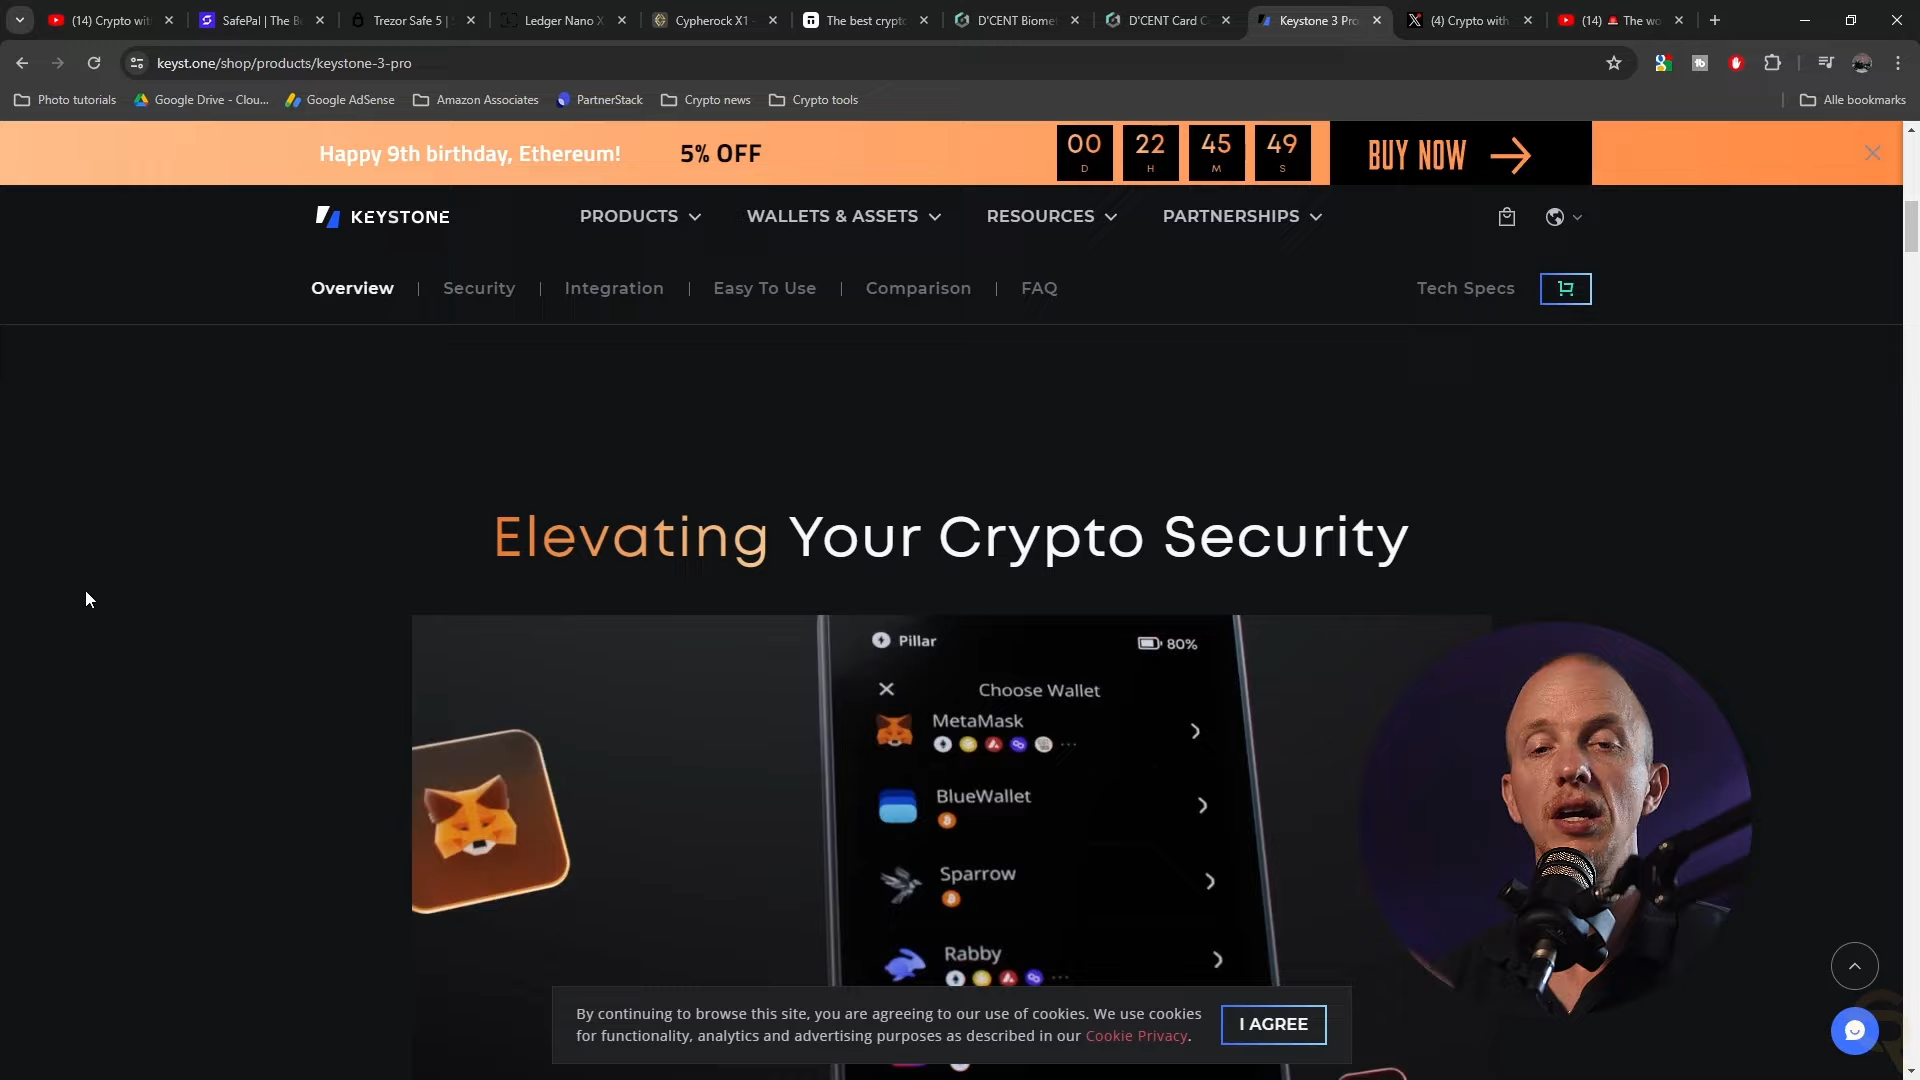 (14) Crypto wit
SafePal | The B
Trezor Safe 5 |
Ledger Nano X
Cypherock X1 -
The best crypto
D'CENT Biomet
D'CENT Card C
Keystone 3 Pro
(4) Crypto with
(14) 🚨 The wo
keyst.one/shop/products/keystone-3-pro
Photo tutorials
Google Drive - Clou...
Google AdSense
Amazon Associates
PartnerStack
Crypto news
Crypto tools
Alle bookmarks
Happy 9th birthday, Ethereum!
5% OFF
00 22 45 49
D H M S
BUY NOW
KEYSTONE
PRODUCTS
WALLETS & ASSETS
RESOURCES
PARTNERSHIPS
Overview | Security | Integration | Easy To Use | Comparison | FAQ
Tech Specs
Elevating Your Crypto Security
Pillar
80%
Choose Wallet
MetaMask
BlueWallet
Sparrow
Rabby
By continuing to browse this site, you are agreeing to our use of cookies. We use cookies
for functionality, analytics and advertising purposes as described in our Cookie Privacy.
I AGREE